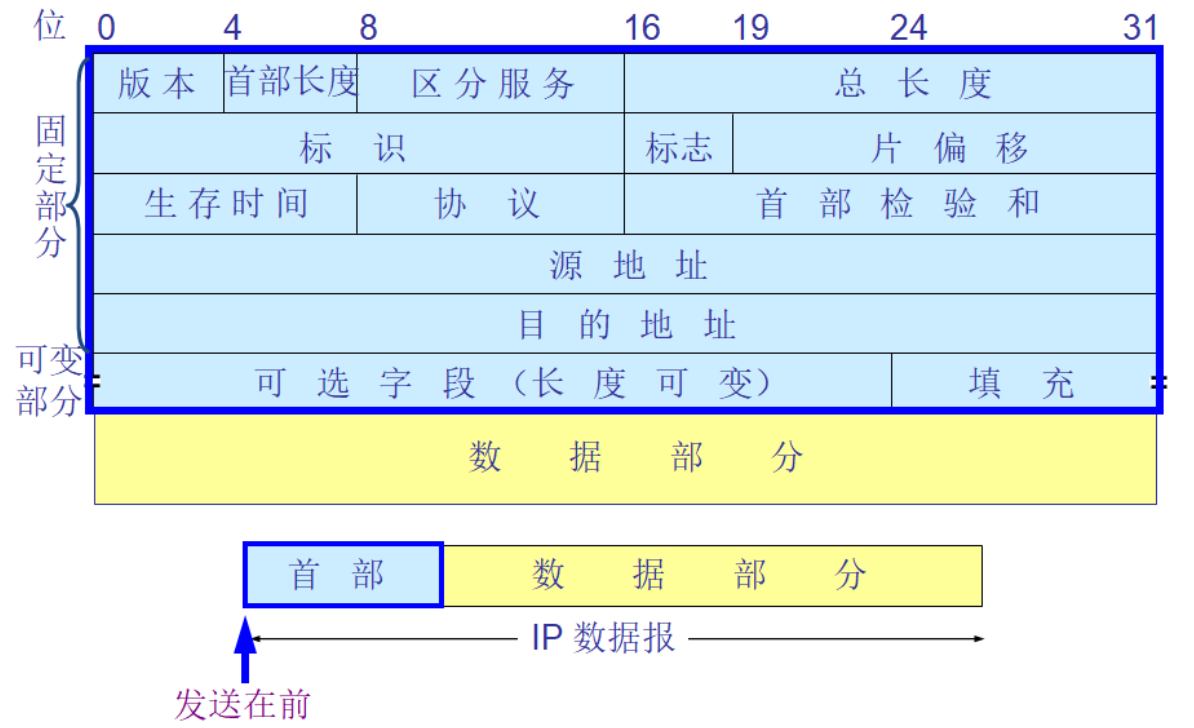 位 0 4 8 16 19 24 31
版本 首部长度 区分服务 总长度
固定部分
标识 标志 片偏移
生存时间 协议 首部检验和
源地址
目的地址
可变部分
可选字段（长度可变） 填充
数据部分
首部 数据部分
IP 数据报
发送在前